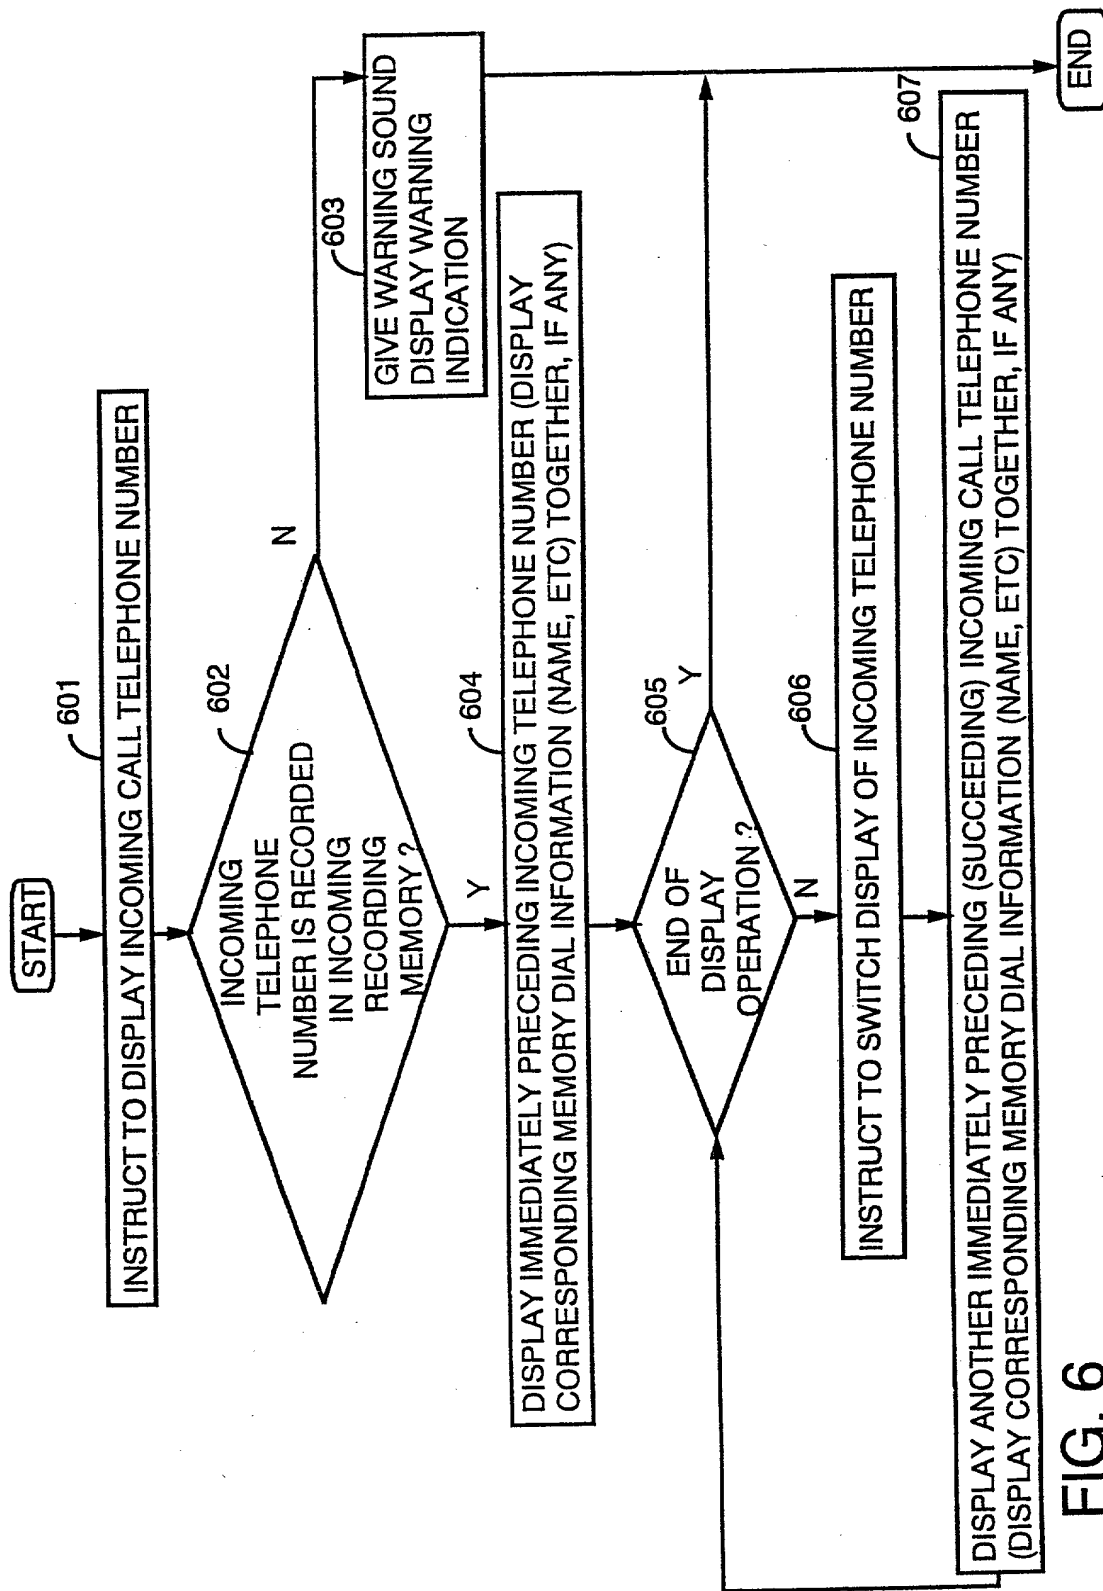 START
601
INSTRUCT TO DISPLAY INCOMING CALL TELEPHONE NUMBER
602
INCOMING
TELEPHONE
NUMBER IS RECORDED
IN INCOMING
RECORDING
MEMORY ?
N
Y
603
GIVE WARNING SOUND
DISPLAY WARNING
INDICATION
604
DISPLAY IMMEDIATELY PRECEDING INCOMING TELEPHONE NUMBER (DISPLAY
CORRESPONDING MEMORY DIAL INFORMATION (NAME, ETC) TOGETHER, IF ANY)
605
END OF
DISPLAY
OPERATION ?
Y
N
606
INSTRUCT TO SWITCH DISPLAY OF INCOMING TELEPHONE NUMBER
607
DISPLAY ANOTHER IMMEDIATELY PRECEDING (SUCCEEDING) INCOMING CALL TELEPHONE NUMBER
(DISPLAY CORRESPONDING MEMORY DIAL INFORMATION (NAME, ETC) TOGETHER, IF ANY)
END
FIG. 6